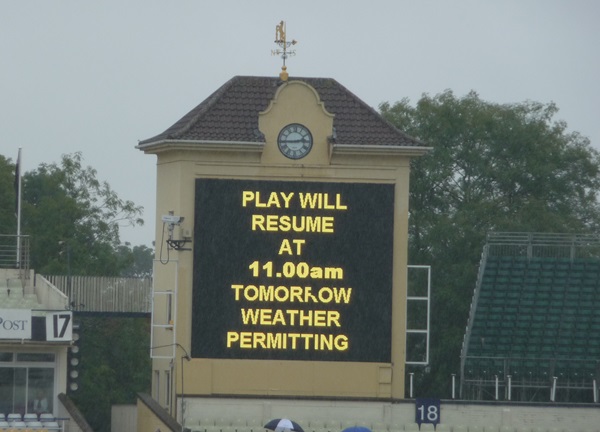 PLAY WILL
RESUME
AT
11.00am
TOMORROW
WEATHER
PERMITTING
POST
17
18